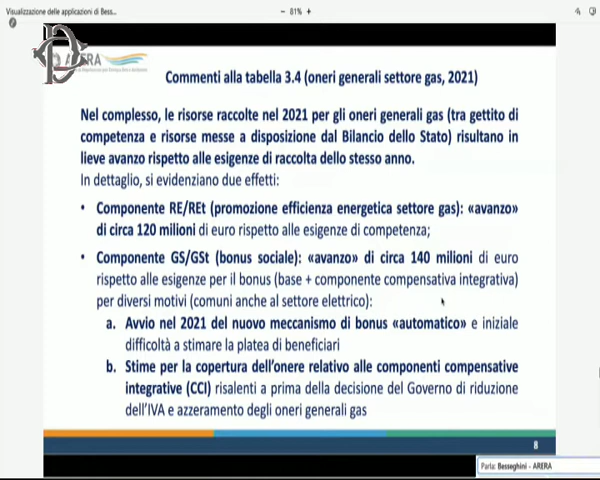 Visualizzazione delle applicazioni di Bess...
− 81% +
ARERA
Commenti alla tabella 3.4 (oneri generali settore gas, 2021)
Nel complesso, le risorse raccolte nel 2021 per gli oneri generali gas (tra gettito di
competenza e risorse messe a disposizione dal Bilancio dello Stato) risultano in
lieve avanzo rispetto alle esigenze di raccolta dello stesso anno.
In dettaglio, si evidenziano due effetti:
• Componente RE/REt (promozione efficienza energetica settore gas): «avanzo»
di circa 120 milioni di euro rispetto alle esigenze di competenza;
• Componente GS/GSt (bonus sociale): «avanzo» di circa 140 milioni di euro
rispetto alle esigenze per il bonus (base + componente compensativa integrativa)
per diversi motivi (comuni anche al settore elettrico):
a. Avvio nel 2021 del nuovo meccanismo di bonus «automatico» e iniziale
difficoltà a stimare la platea di beneficiari
b. Stime per la copertura dell'onere relativo alle componenti compensative
integrative (CCI) risalenti a prima della decisione del Governo di riduzione
dell'IVA e azzeramento degli oneri generali gas
8
Parla: Besseghini - ARERA